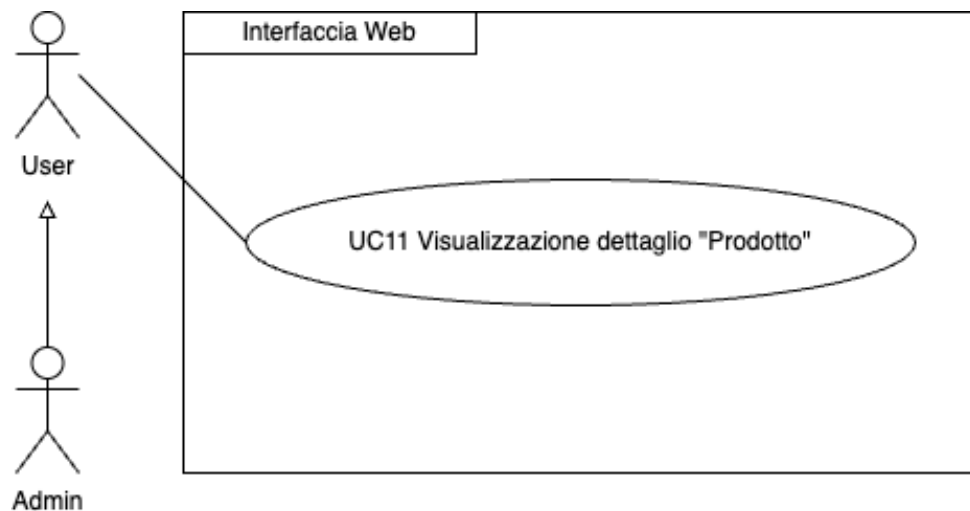 Interfaccia Web
User
UC11 Visualizzazione dettaglio "Prodotto"
Admin